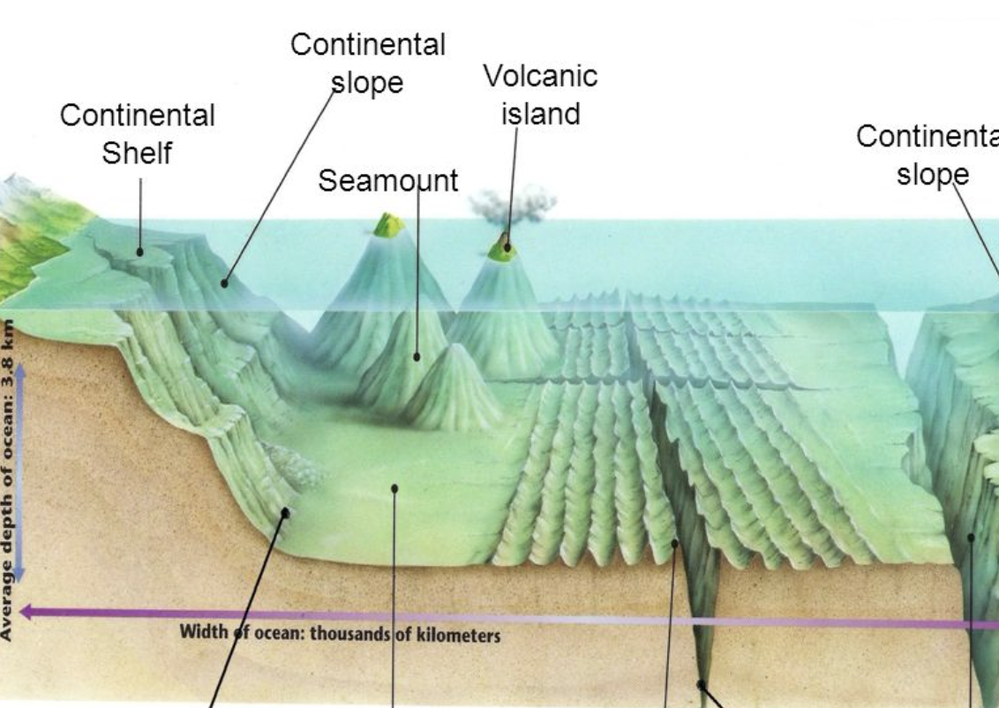 Continental
slope
Volcanic
island
Continental
Shelf
Continenta
slope
Seamount
Average depth of ocean: 3.8 km
Width of ocean: thousands of kilometers